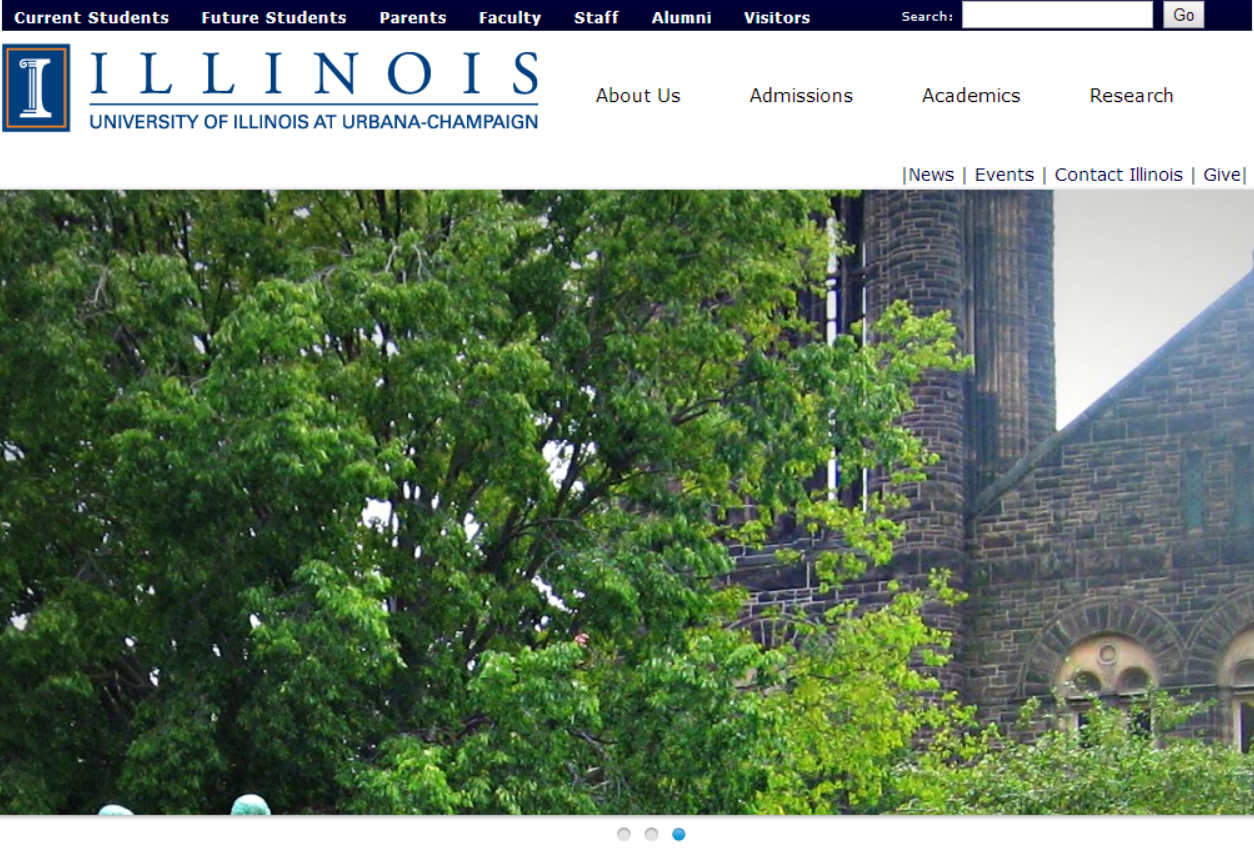 Current Students Future Students Parents Faculty Staff Alumni Visitors Search: Go
I ILLINOIS
UNIVERSITY OF ILLINOIS AT URBANA-CHAMPAIGN
About Us Admissions Academics Research
|News | Events | Contact Illinois | Give|